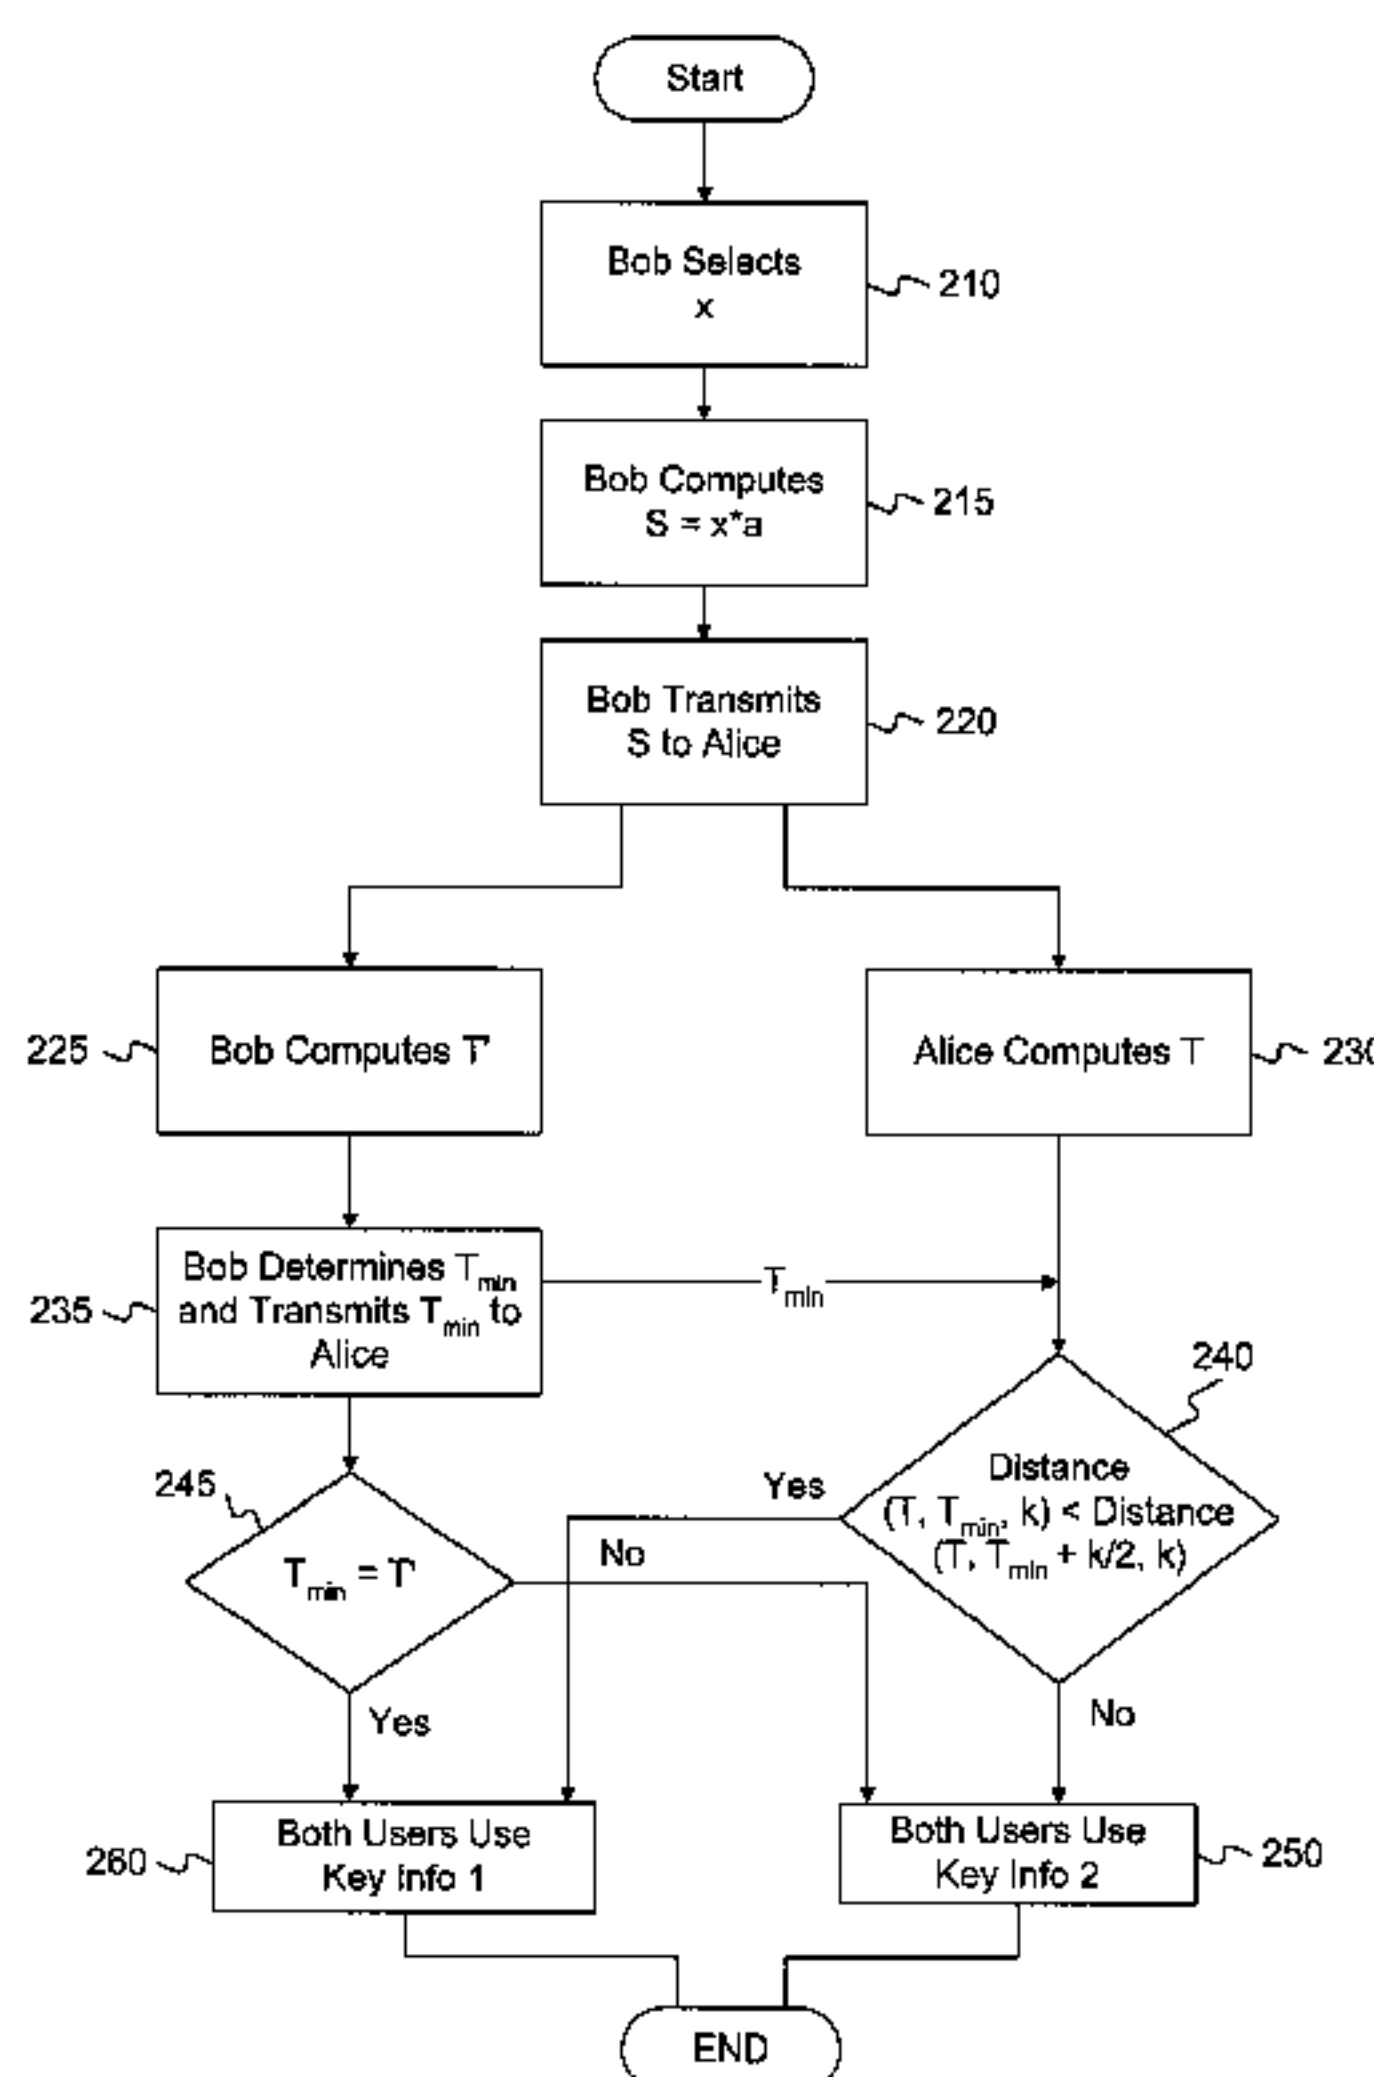 Start
Bob Selects
x
210
Bob Computes
S = x*a
215
Bob Transmits
S to Alice
220
225
Bob Computes T'
Alice Computes T
230
235
Bob Determines Tmin
and Transmits Tmin to
Alice
Tmin
240
245
Tmin = T'
Yes
No
Distance
(T, Tmin, k) < Distance
(T, Tmin + k/2, k)
Yes
No
260
Both Users Use
Key Info 1
Both Users Use
Key Info 2
250
END